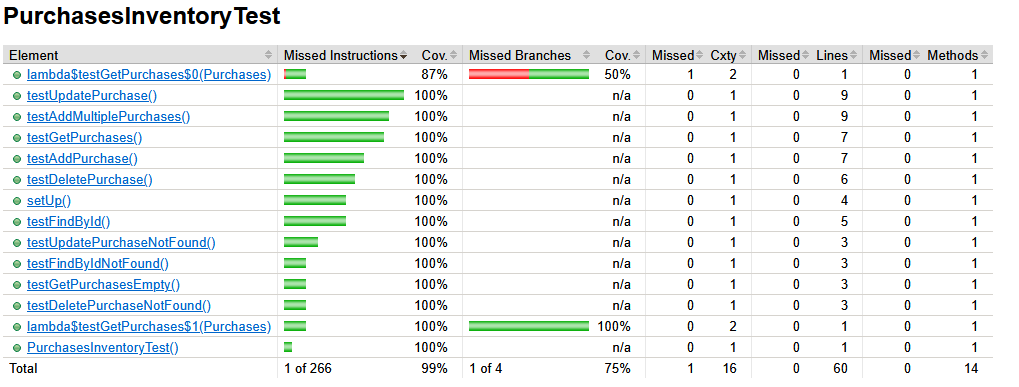 PurchasesInventoryTest
Element Missed Instructions Cov. Missed Branches Cov. Missed Cxty Missed Lines Missed Methods
lambda$testGetPurchases$0(Purchases) 87% 50% 1 2 0 1 0 1
testUpdatePurchase() 100% n/a 0 1 0 9 0 1
testAddMultiplePurchases() 100% n/a 0 1 0 9 0 1
testGetPurchases() 100% n/a 0 1 0 7 0 1
testAddPurchase() 100% n/a 0 1 0 7 0 1
testDeletePurchase() 100% n/a 0 1 0 6 0 1
setUp() 100% n/a 0 1 0 4 0 1
testFindById() 100% n/a 0 1 0 5 0 1
testUpdatePurchaseNotFound() 100% n/a 0 1 0 3 0 1
testFindByIdNotFound() 100% n/a 0 1 0 3 0 1
testGetPurchasesEmpty() 100% n/a 0 1 0 3 0 1
testDeletePurchaseNotFound() 100% n/a 0 1 0 3 0 1
lambda$testGetPurchases$1(Purchases) 100% 100% 0 2 0 1 0 1
PurchasesInventoryTest() 100% n/a 0 1 0 1 0 1
Total 1 of 266 99% 1 of 4 75% 1 16 0 60 0 14